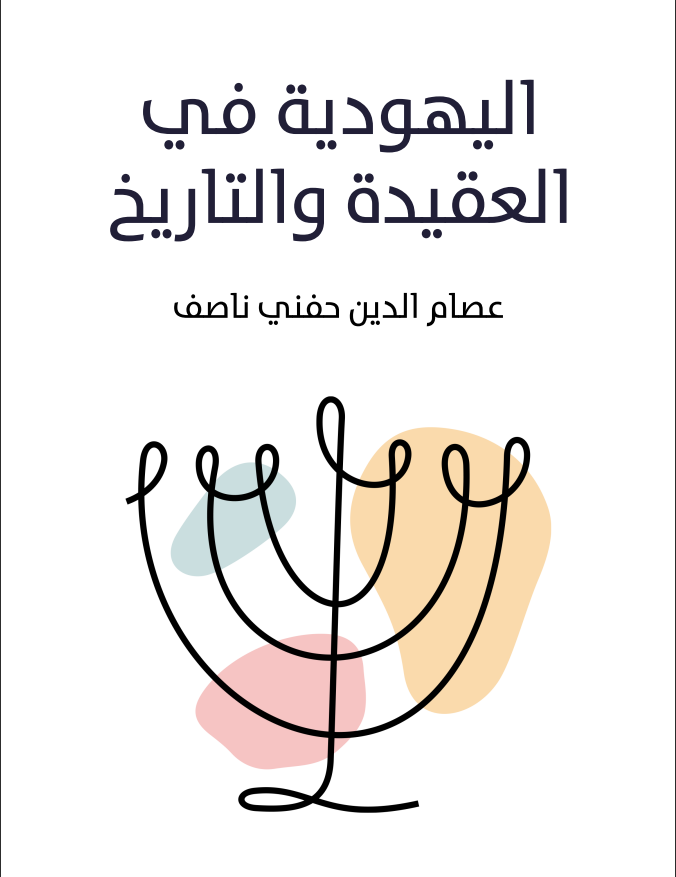 اليهودية في
العقيدة والتاريخ
عصام الدين حفني ناصف